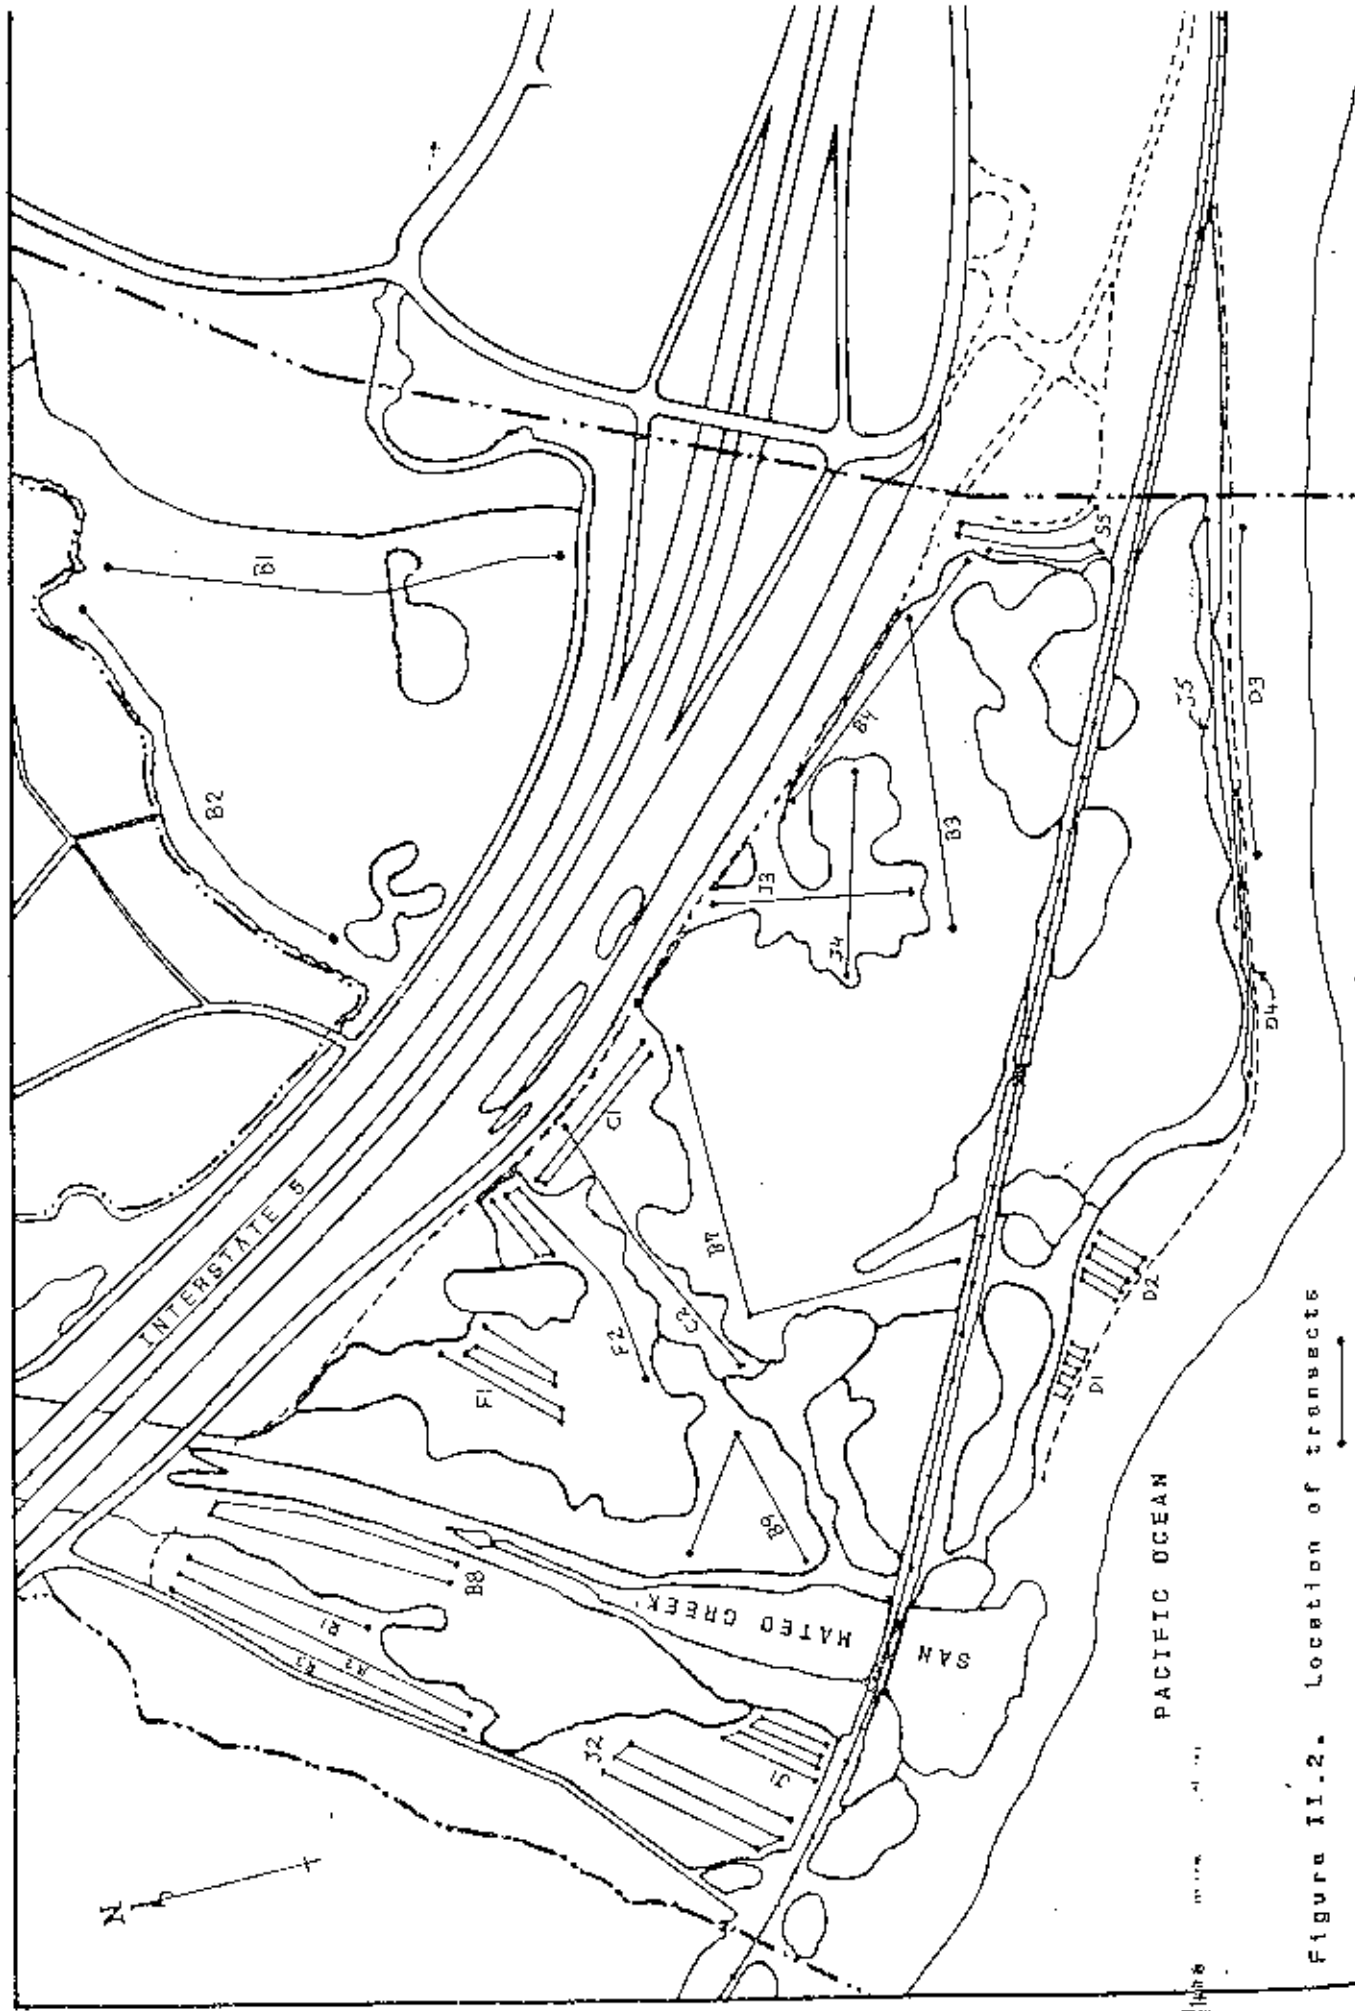 N
INTERSTATE 5
B1
B2
B3
B4
B7
B8
B9
C1
C2
F1
F2
R1
R2
R3
J1
J2
J3
J4
J5
S5
D1
D2
D3
D4
SAN MATEO CREEK
PACIFIC OCEAN
Figure II.2. Location of transects